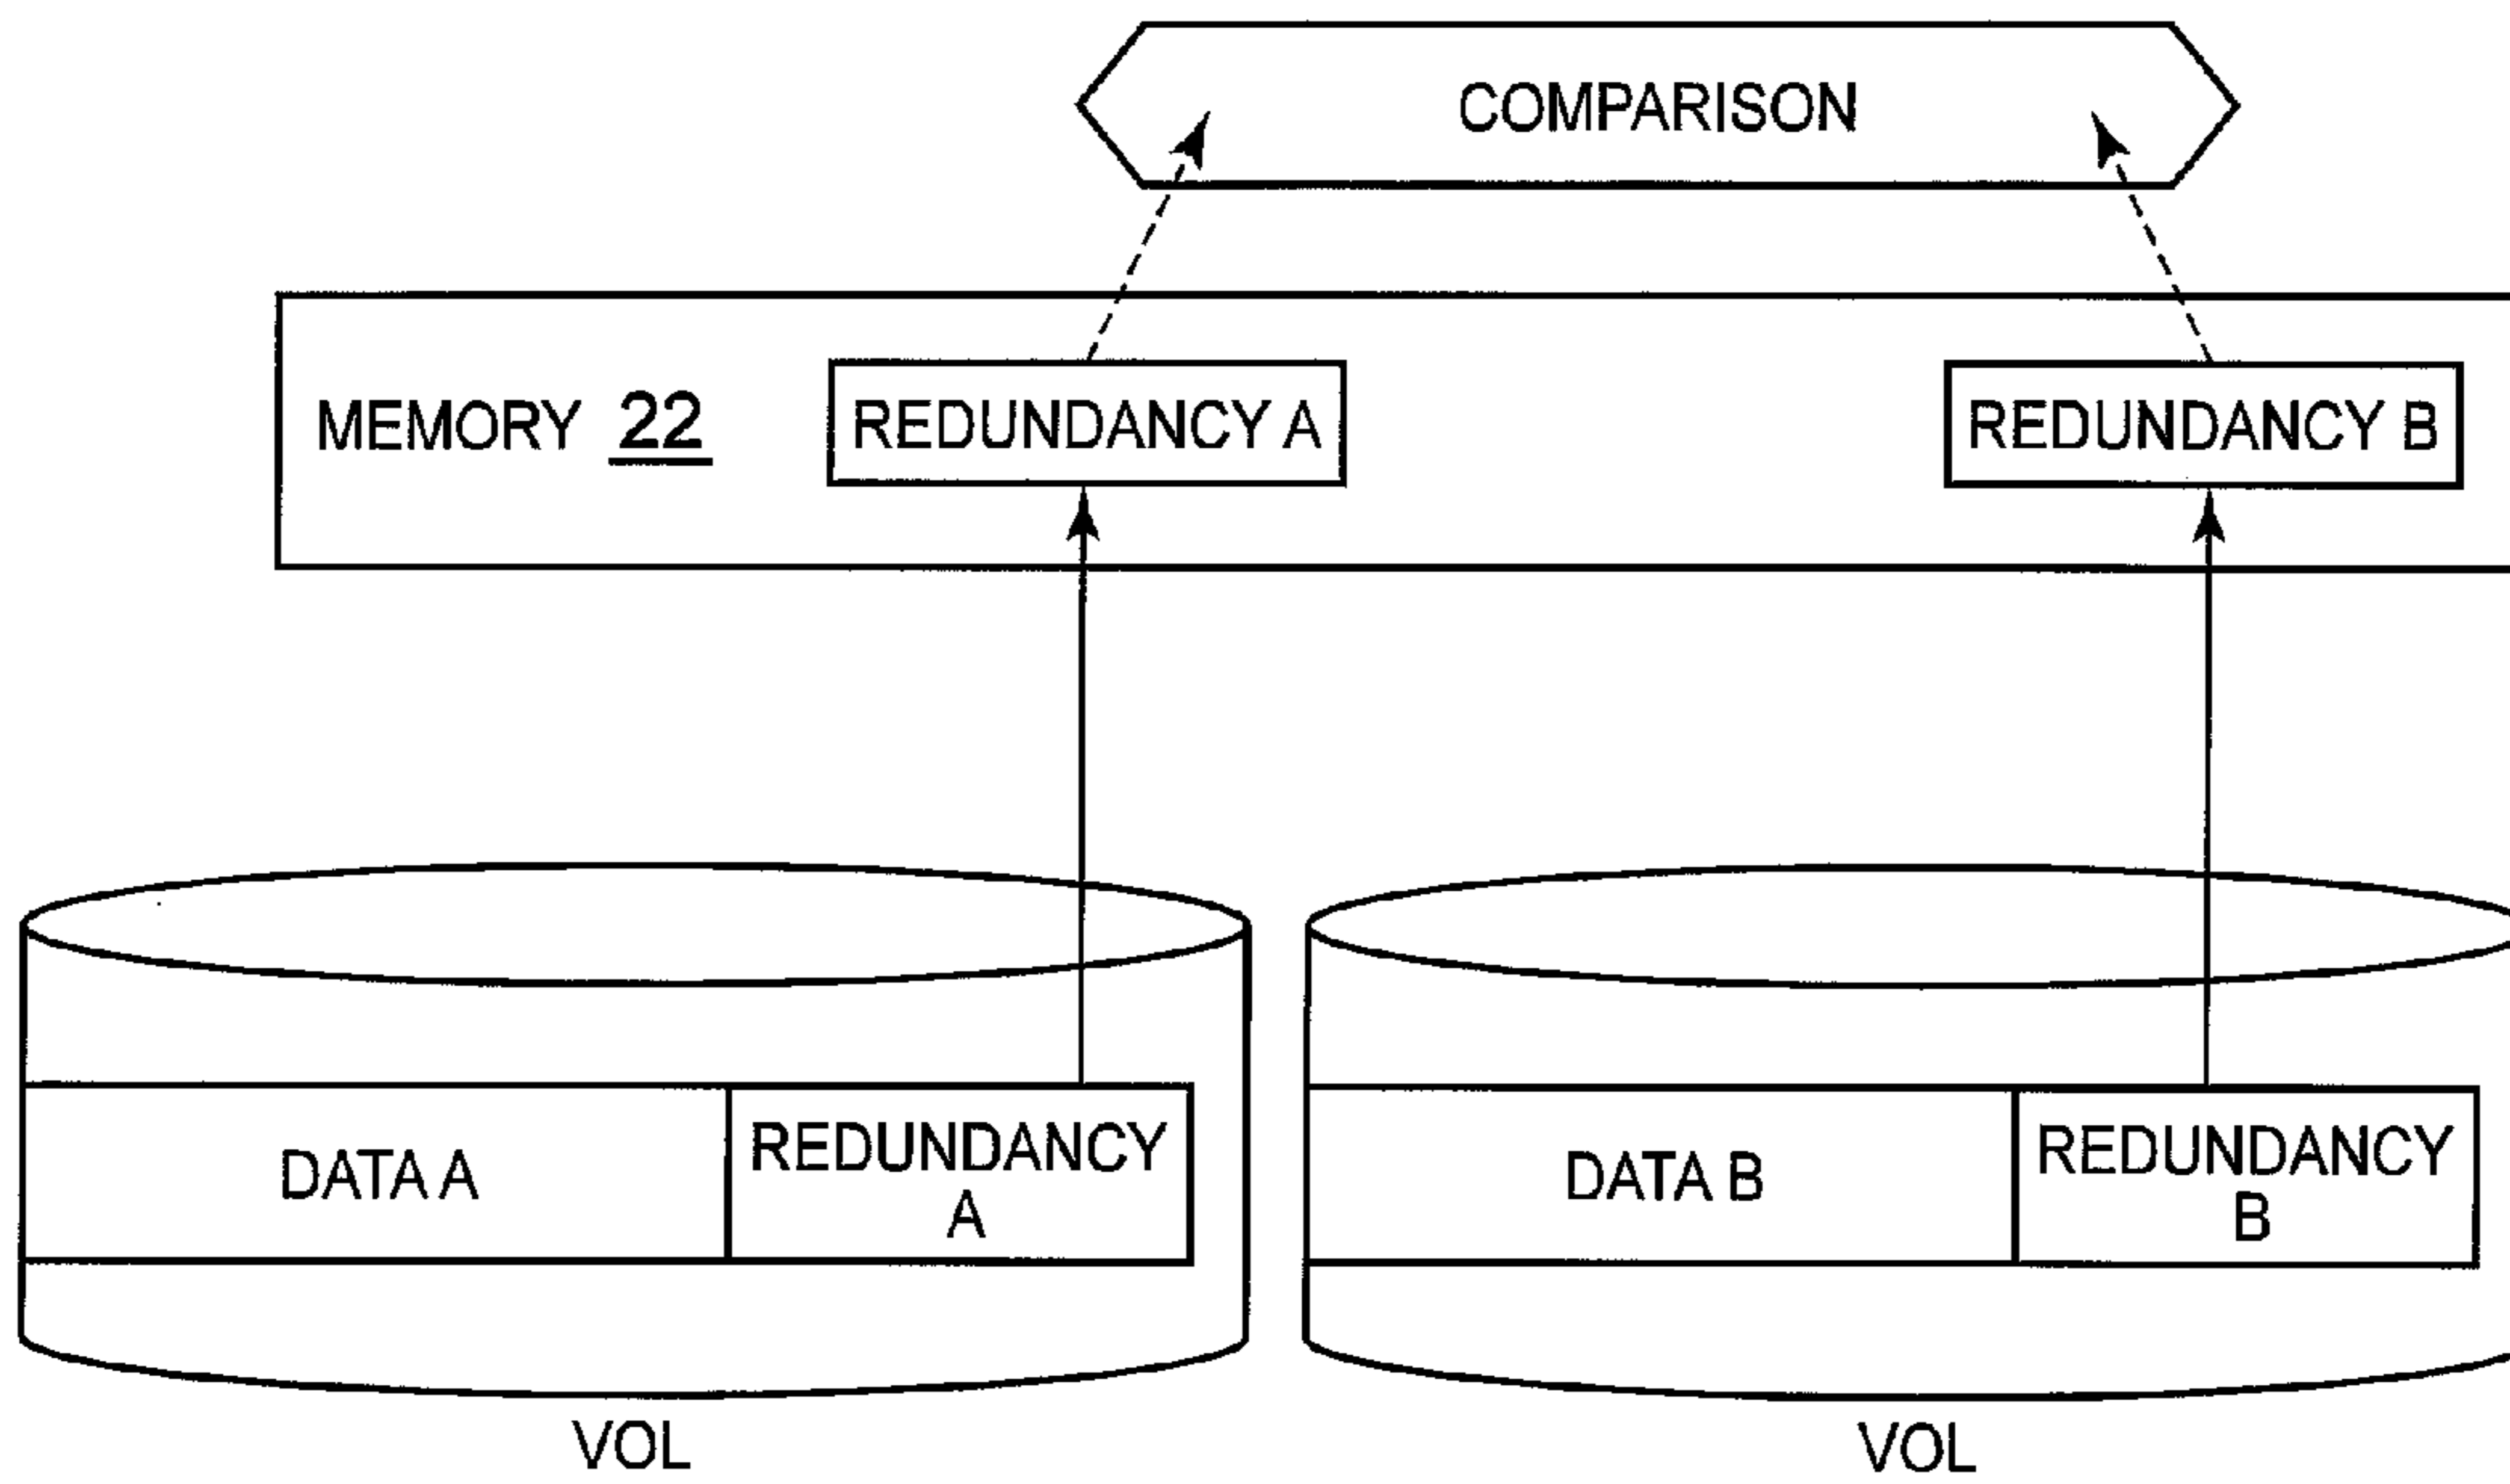 COMPARISON
MEMORY 22
REDUNDANCY A
REDUNDANCY B
DATA A
REDUNDANCY
A
DATA B
REDUNDANCY
B
VOL
VOL